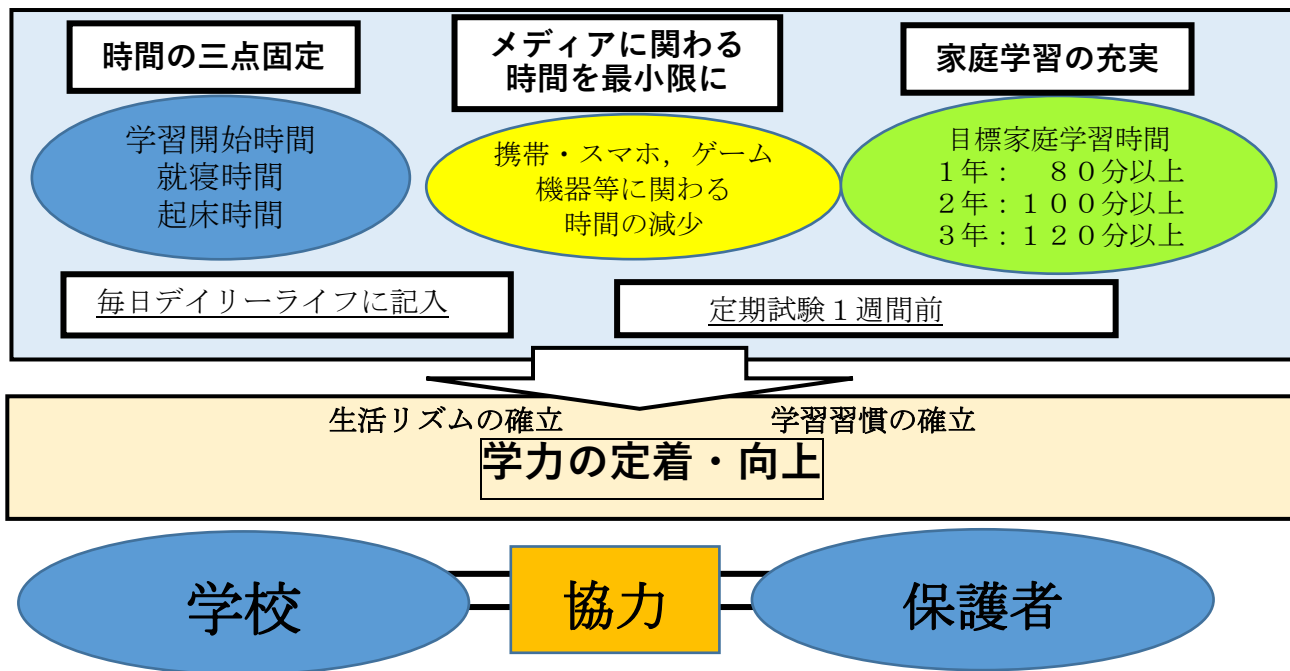 時間の三点固定
メディアに関わる
時間を最小限に
家庭学習の充実
学習開始時間
就寝時間
起床時間
携帯・スマホ，ゲーム
機器等に関わる
時間の減少
目標家庭学習時間
１年：　８０分以上
２年：１００分以上
３年：１２０分以上
毎日デイリーライフに記入
定期試験１週間前
生活リズムの確立
学習習慣の確立
学力の定着・向上
学校
協力
保護者